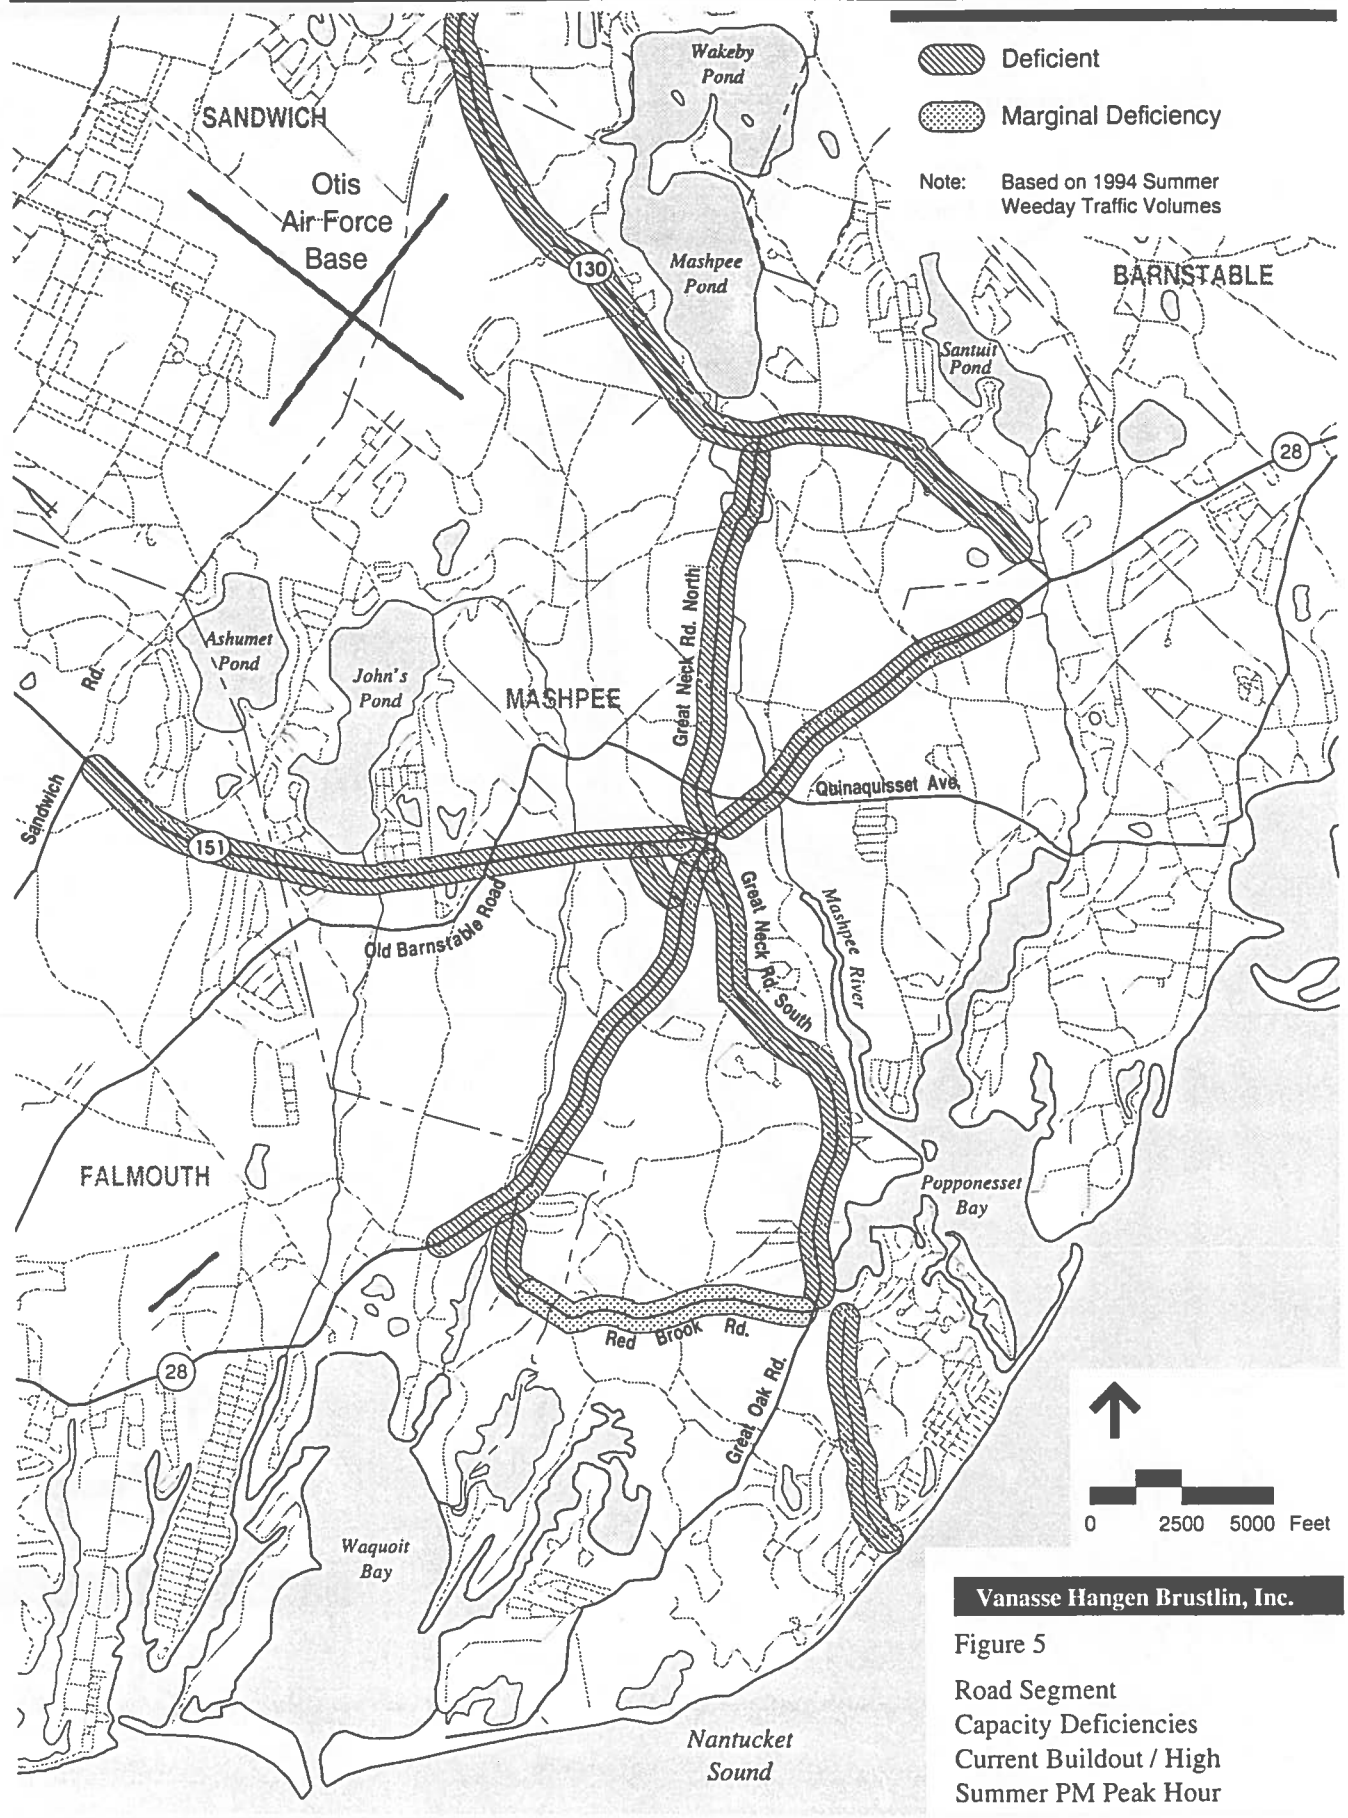 Deficient
Marginal Deficiency
Note: Based on 1994 Summer
Weeday Traffic Volumes
Wakeby
Pond
SANDWICH
Otis
Air Force
Base
130
Mashpee
Pond
BARNSTABLE
Santuit
Pond
28
Great Neck Rd. North
Ashumet
Pond
John's
Pond
MASHPEE
Sandwich Rd.
Quinaquisset Ave.
151
Old Barnstable Road
Great Neck Rd. South
Mashpee River
FALMOUTH
Popponesset
Bay
Red Brook Rd.
28
Great Oak Rd.
0 2500 5000 Feet
Waquoit
Bay
Vanasse Hangen Brustlin, Inc.
Figure 5
Road Segment
Capacity Deficiencies
Current Buildout / High
Summer PM Peak Hour
Nantucket
Sound